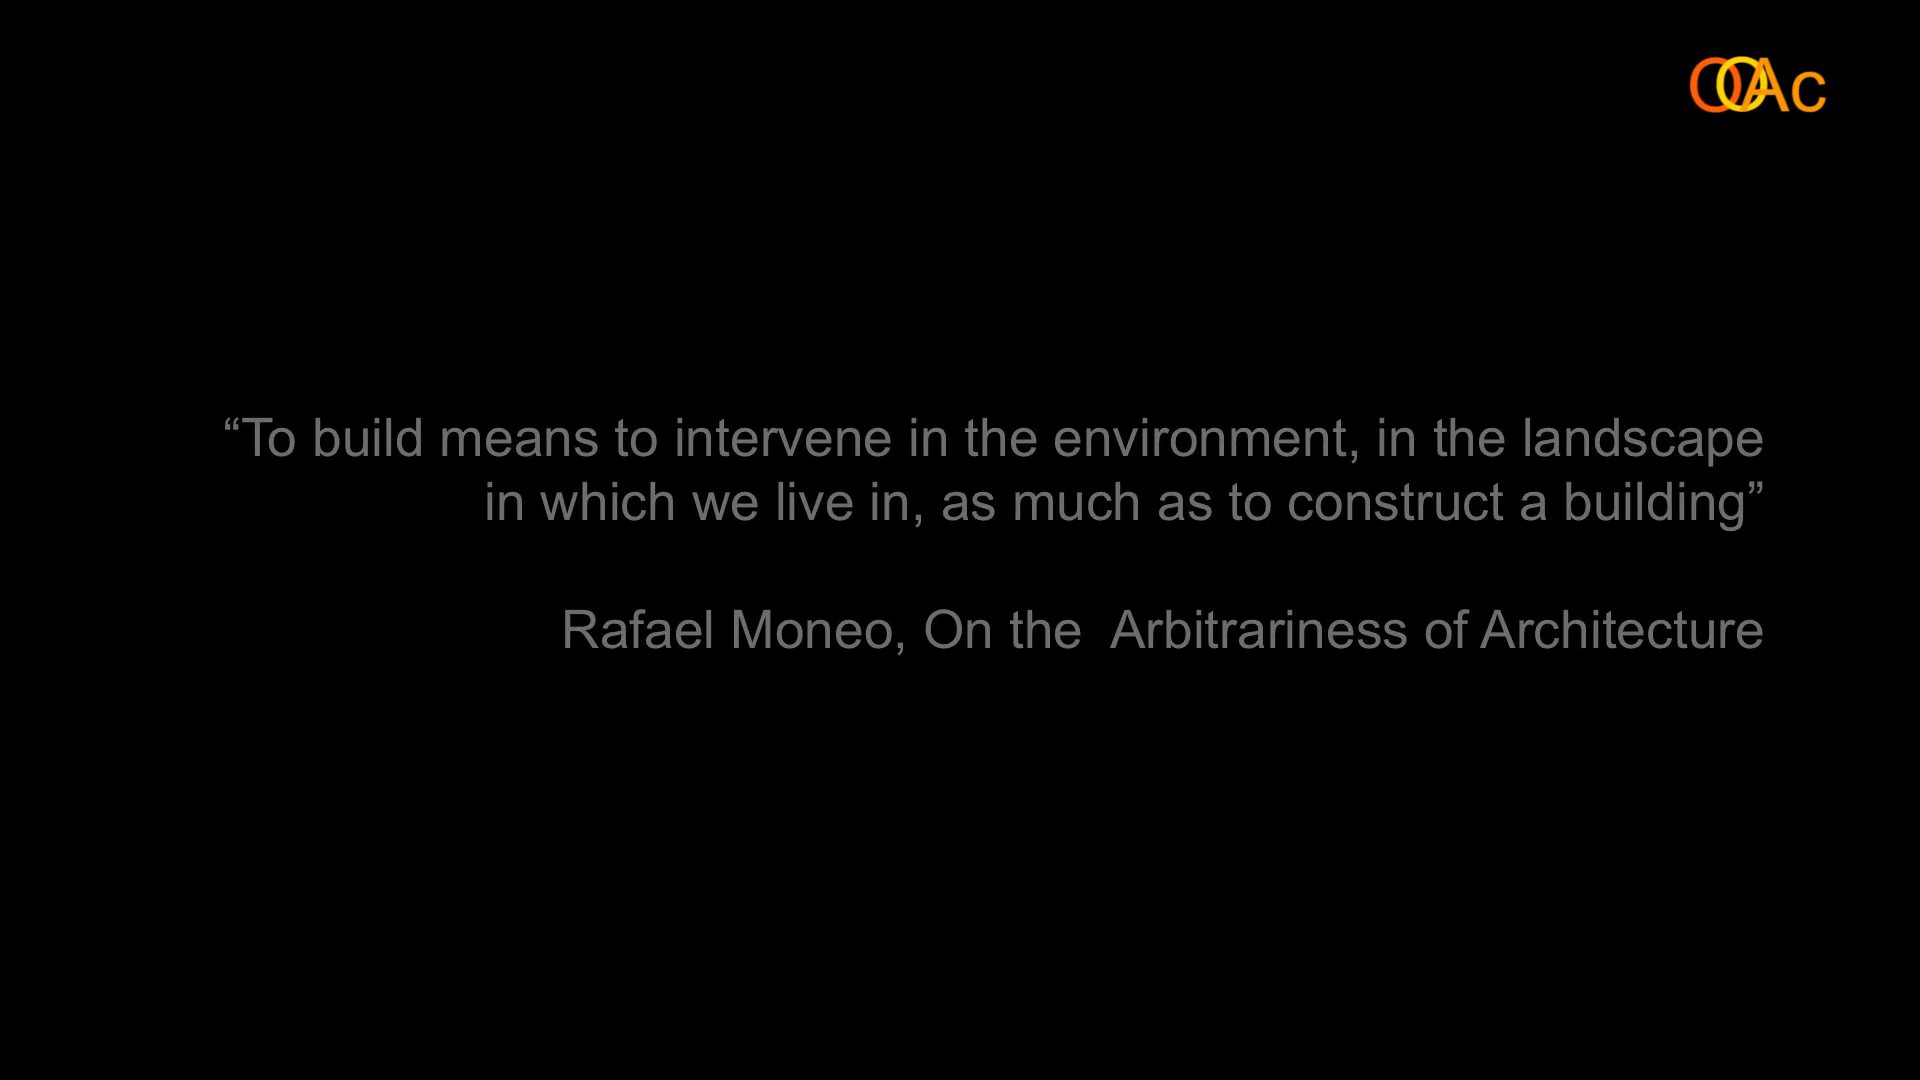 OOAc
“To build means to intervene in the environment, in the landscape
in which we live in, as much as to construct a building”
Rafael Moneo, On the  Arbitrariness of Architecture